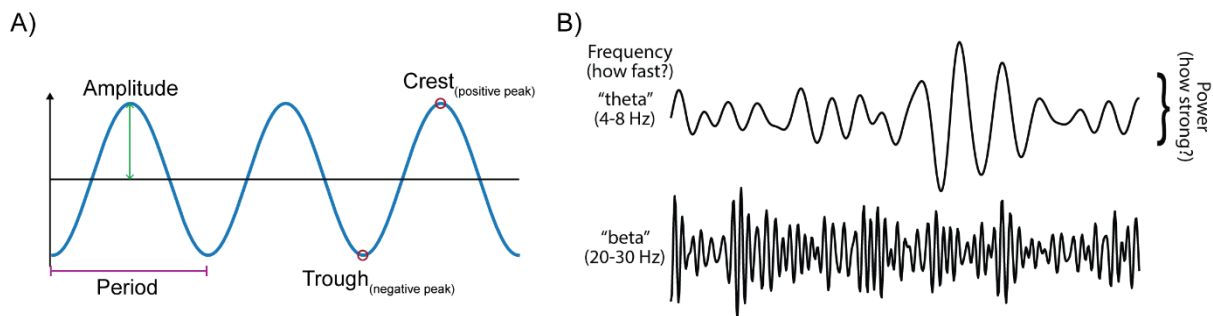 A)
Amplitude
Crest(positive peak)
Trough(negative peak)
Period
B)
Frequency
(how fast?)
"theta"
(4-8 Hz)
Power
(how strong?)
"beta"
(20-30 Hz)